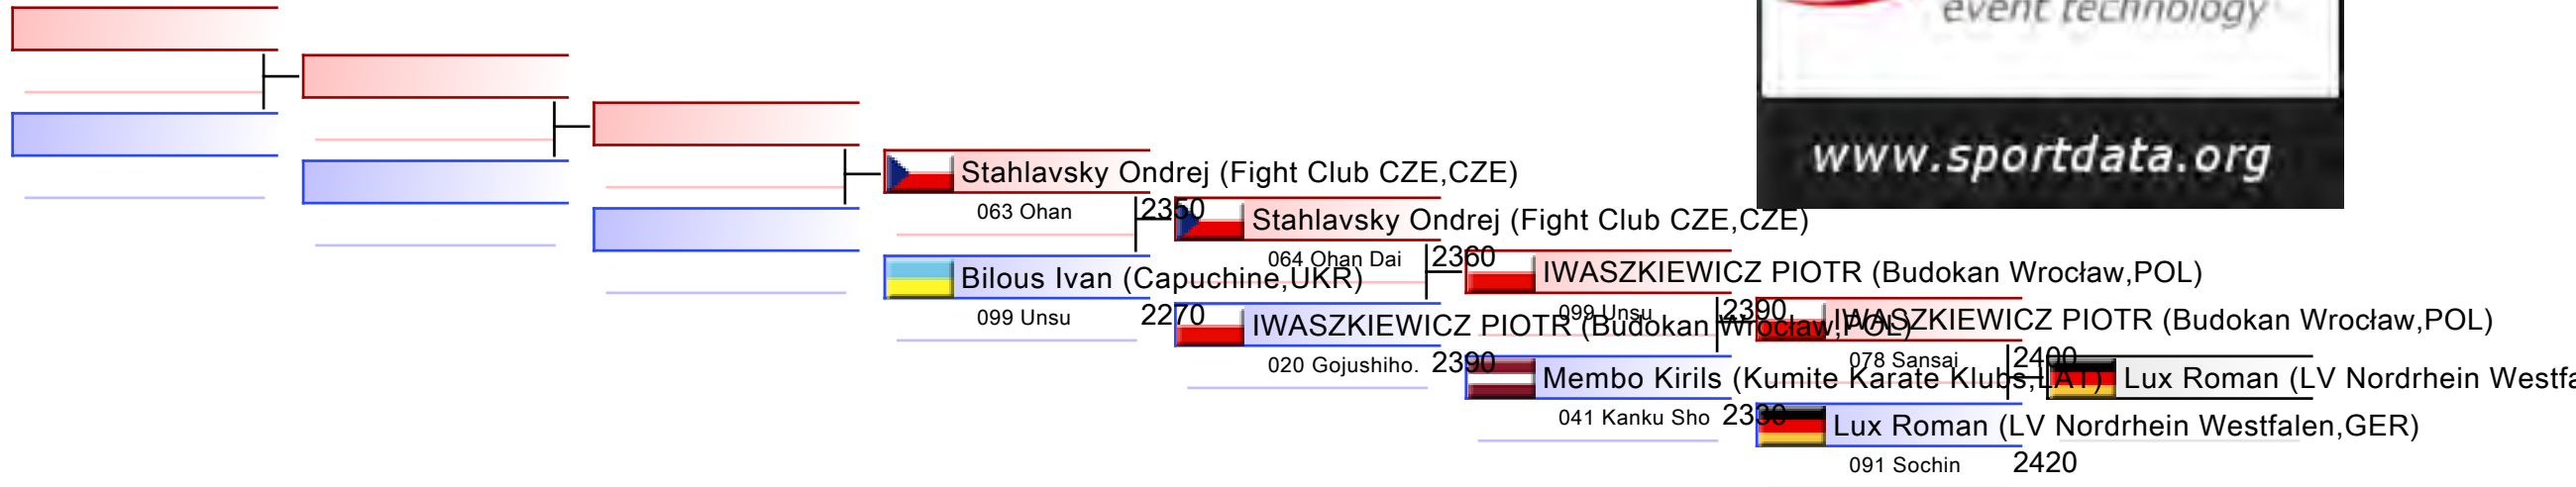 event technology
www.sportdata.org
Stahlavsky Ondrej (Fight Club CZE,CZE)
063 Ohan 2350
Bilous Ivan (Capuchine,UKR)
099 Unsu 2270
Stahlavsky Ondrej (Fight Club CZE,CZE)
064 Ohan Dai 2360
IWASZKIEWICZ PIOTR (Budokan Wrocław,POL)
020 Gojushiho. 2390
IWASZKIEWICZ PIOTR (Budokan Wrocław,POL)
099 Unsu 2390
Membo Kirils (Kumite Karate Klubs,LAT)
041 Kanku Sho 2330
IWASZKIEWICZ PIOTR (Budokan Wrocław,POL)
078 Sansai 2400
Lux Roman (LV Nordrhein Westfalen,GER)
091 Sochin 2420
Lux Roman (LV Nordrhein Westfa